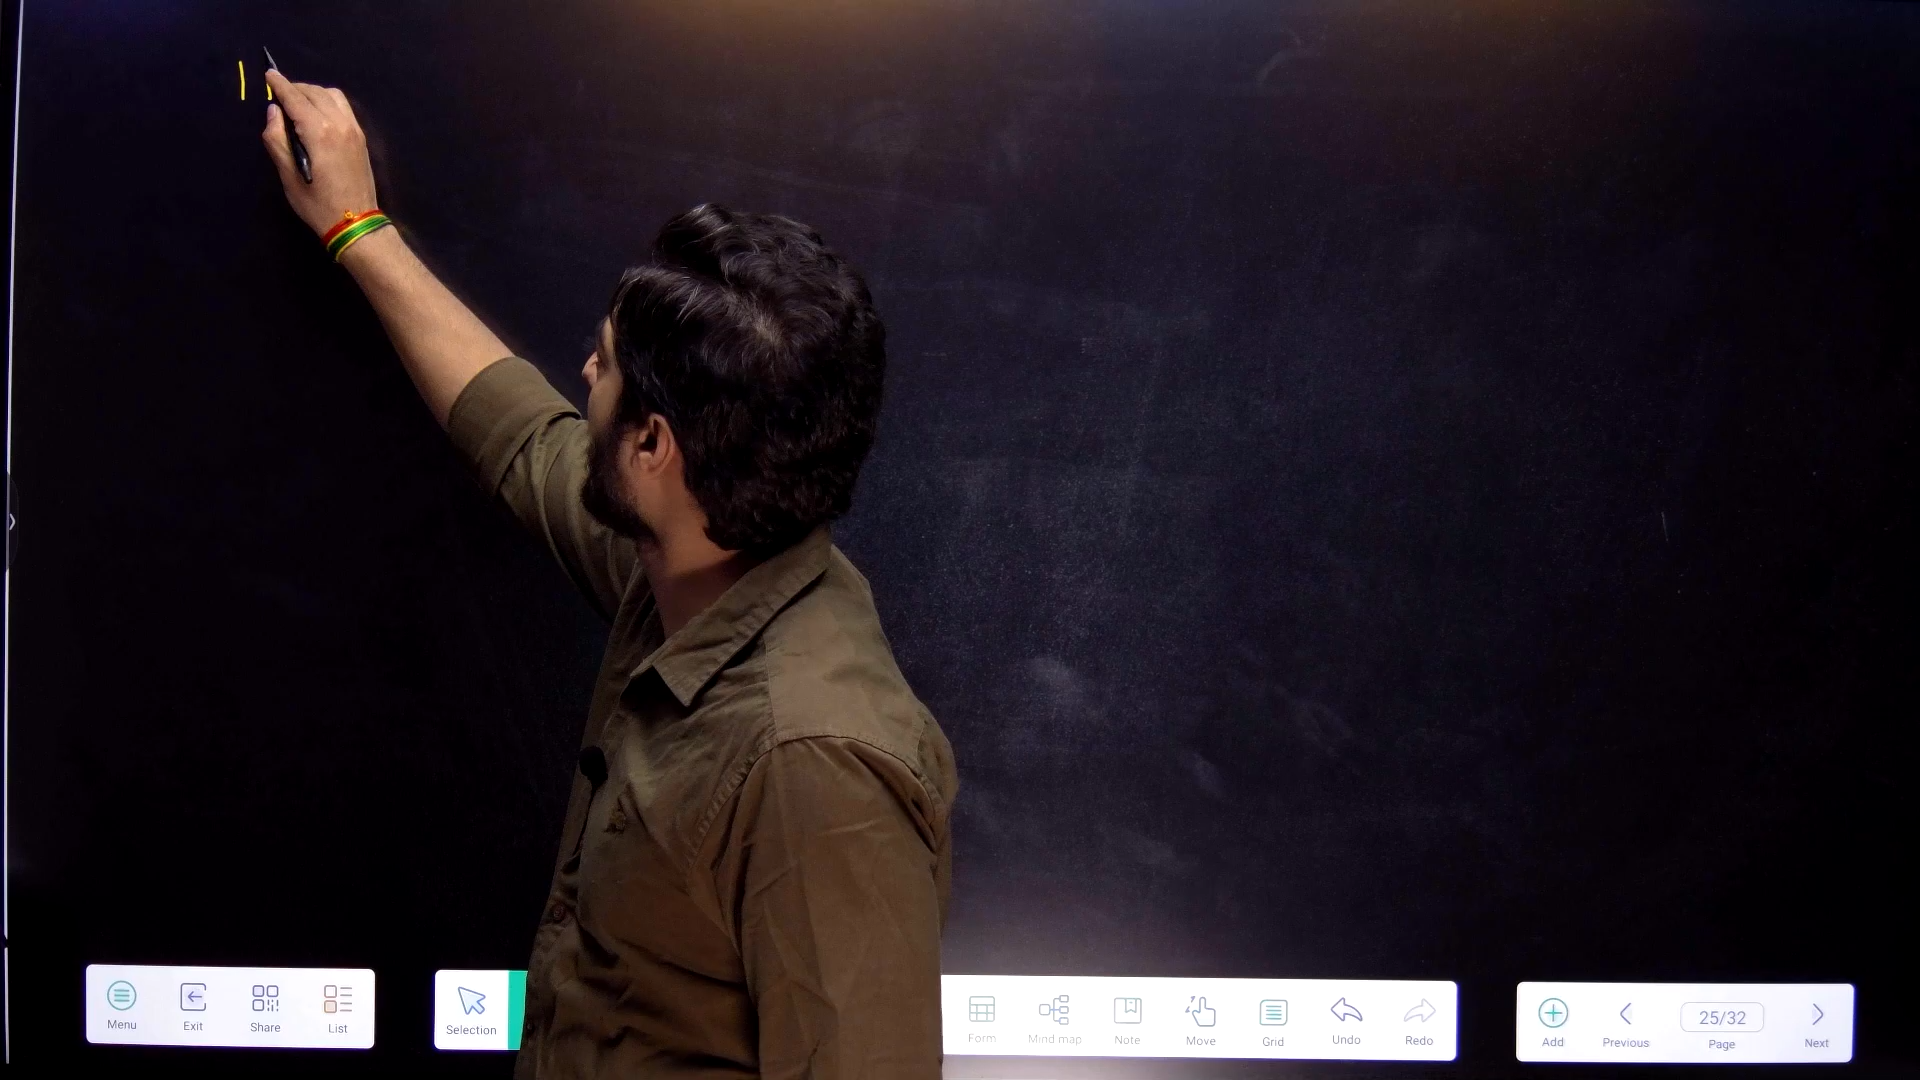 Menu
Exit
Share
List
Selection
Form
Mind map
Note
Move
Grid
Undo
Redo
Add
Previous
25/32
Page
Next